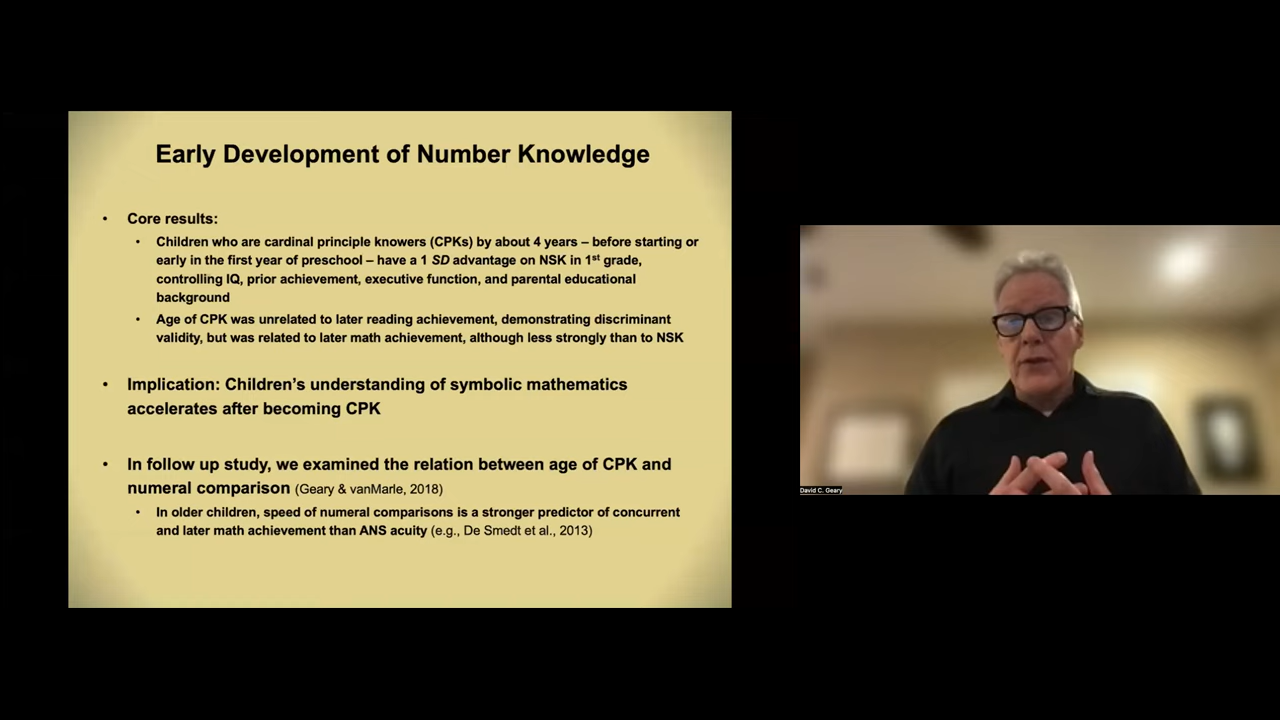 Early Development of Number Knowledge
• Core results:
• Children who are cardinal principle knowers (CPKs) by about 4 years – before starting or
early in the first year of preschool – have a 1 SD advantage on NSK in 1st grade,
controlling IQ, prior achievement, executive function, and parental educational
background
• Age of CPK was unrelated to later reading achievement, demonstrating discriminant
validity, but was related to later math achievement, although less strongly than to NSK
• Implication: Children’s understanding of symbolic mathematics
accelerates after becoming CPK
• In follow up study, we examined the relation between age of CPK and
numeral comparison (Geary & vanMarle, 2018)
• In older children, speed of numeral comparisons is a stronger predictor of concurrent
and later math achievement than ANS acuity (e.g., De Smedt et al., 2013)
David C. Geary